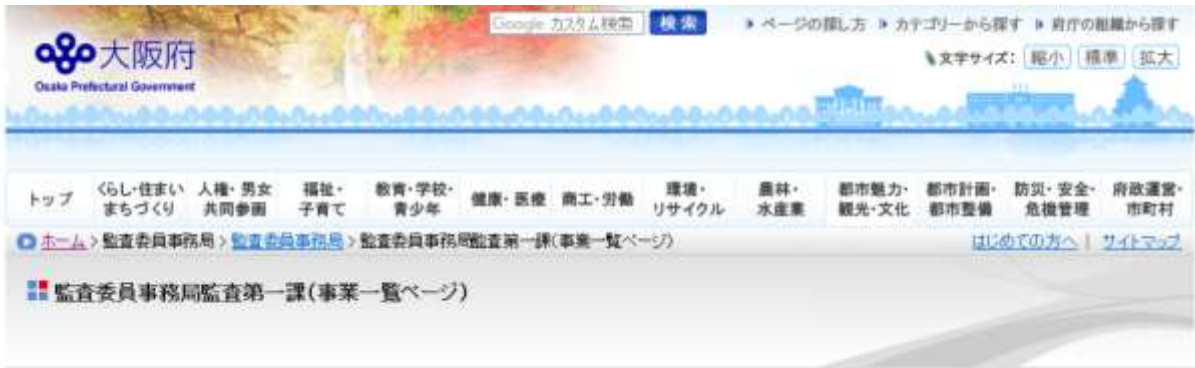 Google カスタム検索 検索 ページの探し方 カテゴリーから探す 府庁の組織から探す
大阪府
Osaka Prefectural Government
文字サイズ: 縮小 標準 拡大
トップ
くらし・住まい
まちづくり
人権・男女
共同参画
福祉・
子育て
教育・学校・
青少年
健康・医療
商工・労働
環境・
リサイクル
農林・
水産業
都市魅力・
観光・文化
都市計画・
都市整備
防災・安全・
危機管理
府政運営・
市町村
ホーム > 監査委員事務局 > 監査委員事務局 > 監査委員事務局監査第一課(事業一覧ページ)
はじめての方へ | サイトマップ
監査委員事務局監査第一課(事業一覧ページ)